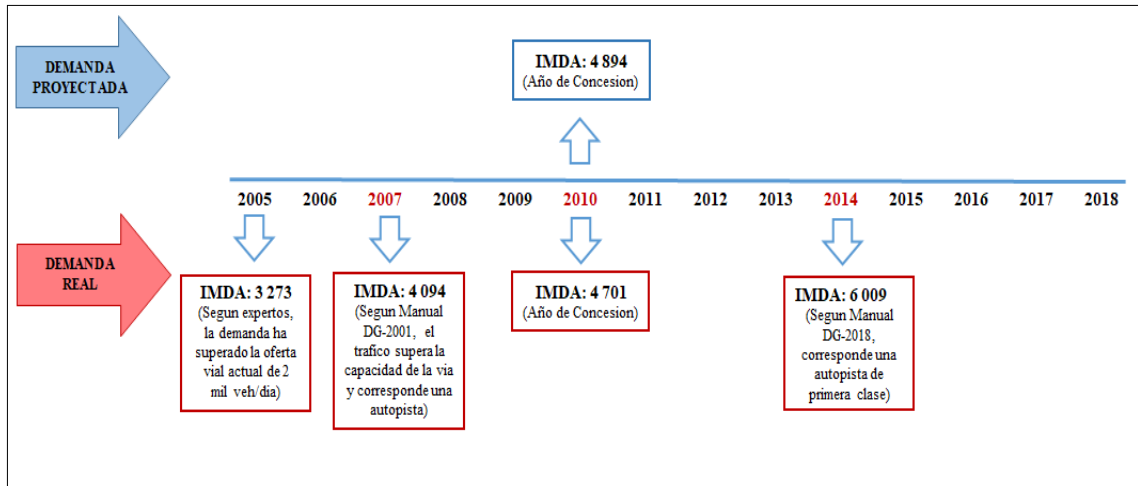 DEMANDA
PROYECTADA
IMDA: 4 894
(Año de Concesion)
2005 2006 2007 2008 2009 2010 2011 2012 2013 2014 2015 2016 2017 2018
DEMANDA
REAL
IMDA: 3 273
(Segun expertos,
la demanda ha
superado la oferta
vial actual de 2
mil veh/dia)
IMDA: 4 094
(Segun Manual
DG-2001, el
trafico supera la
capacidad de la via
y corresponde una
autopista)
IMDA: 4 701
(Año de Concesion)
IMDA: 6 009
(Segun Manual
DG-2018,
corresponde una
autopista de
primera clase)